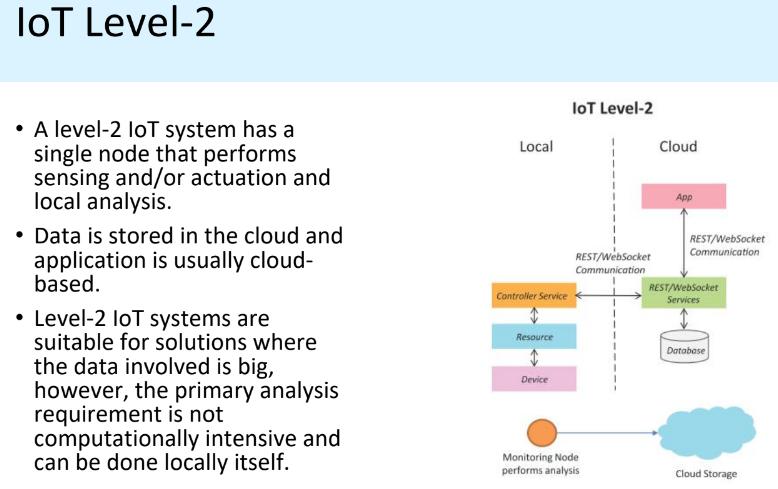 IoT Level-2
• A level-2 IoT system has a
single node that performs
sensing and/or actuation and
local analysis.
• Data is stored in the cloud and
application is usually cloud-
based.
• Level-2 IoT systems are
suitable for solutions where
the data involved is big,
however, the primary analysis
requirement is not
computationally intensive and
can be done locally itself.
IoT Level-2
Local
Cloud
App
REST/WebSocket
Communication
REST/WebSocket
Communication
Controller Service
REST/WebSocket
Services
Resource
Database
Device
Monitoring Node
performs analysis
Cloud Storage